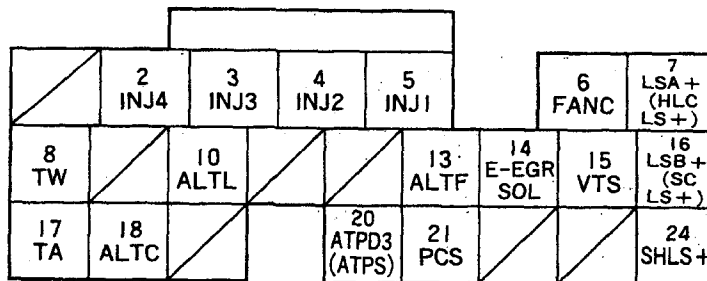 2
INJ4
3
INJ3
4
INJ2
5
INJ1
6
FANC
7
LSA+
(HLC
LS+)
8
TW
10
ALTL
13
ALTF
14
E-EGR
SOL
15
VTS
16
LSB+
(SC
LS+)
17
TA
18
ALTC
20
ATPD3
(ATPS)
21
PCS
24
SHLS+